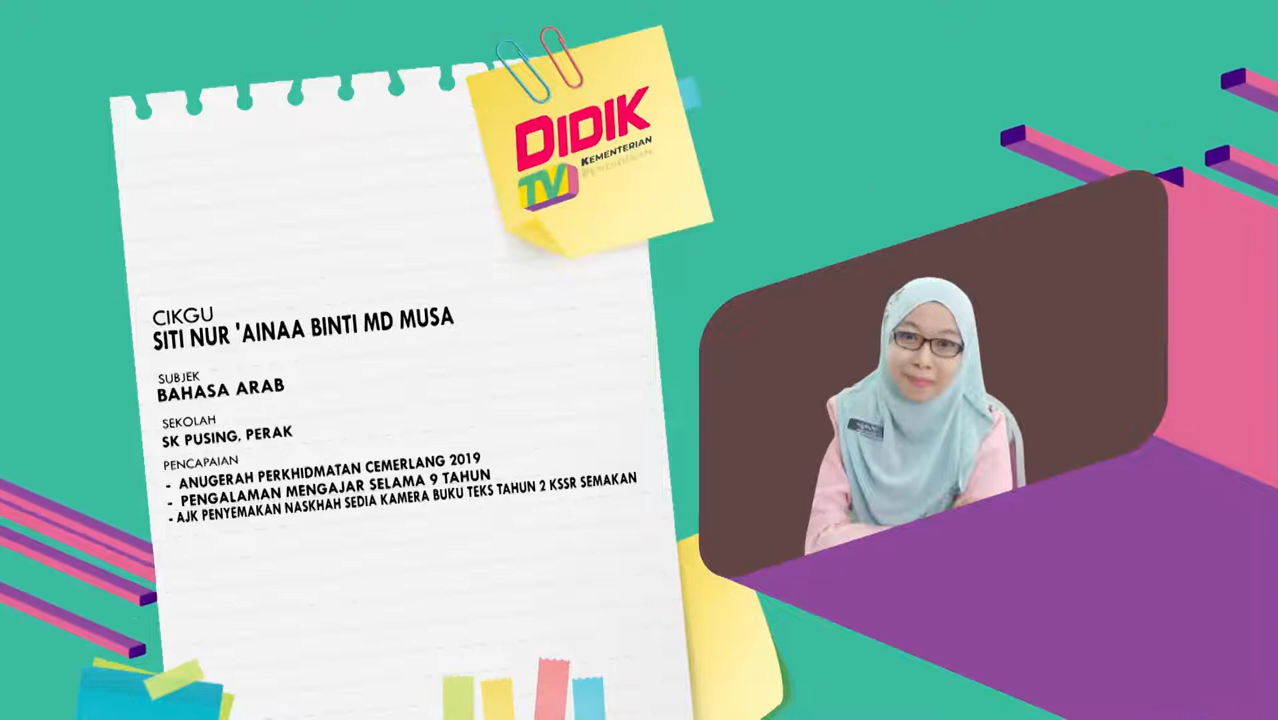 DIDIK
TV
KEMENTERIAN
PENDIDIKAN
CIKGU
SITI NUR 'AINAA BINTI MD MUSA
SUBJEK
BAHASA ARAB
SEKOLAH
SK PUSING, PERAK
PENCAPAIAN
- ANUGERAH PERKHIDMATAN CEMERLANG 2019
- PENGALAMAN MENGAJAR SELAMA 9 TAHUN
- AJK PENYEMAKAN NASKHAH SEDIA KAMERA BUKU TEKS TAHUN 2 KSSR SEMAKAN